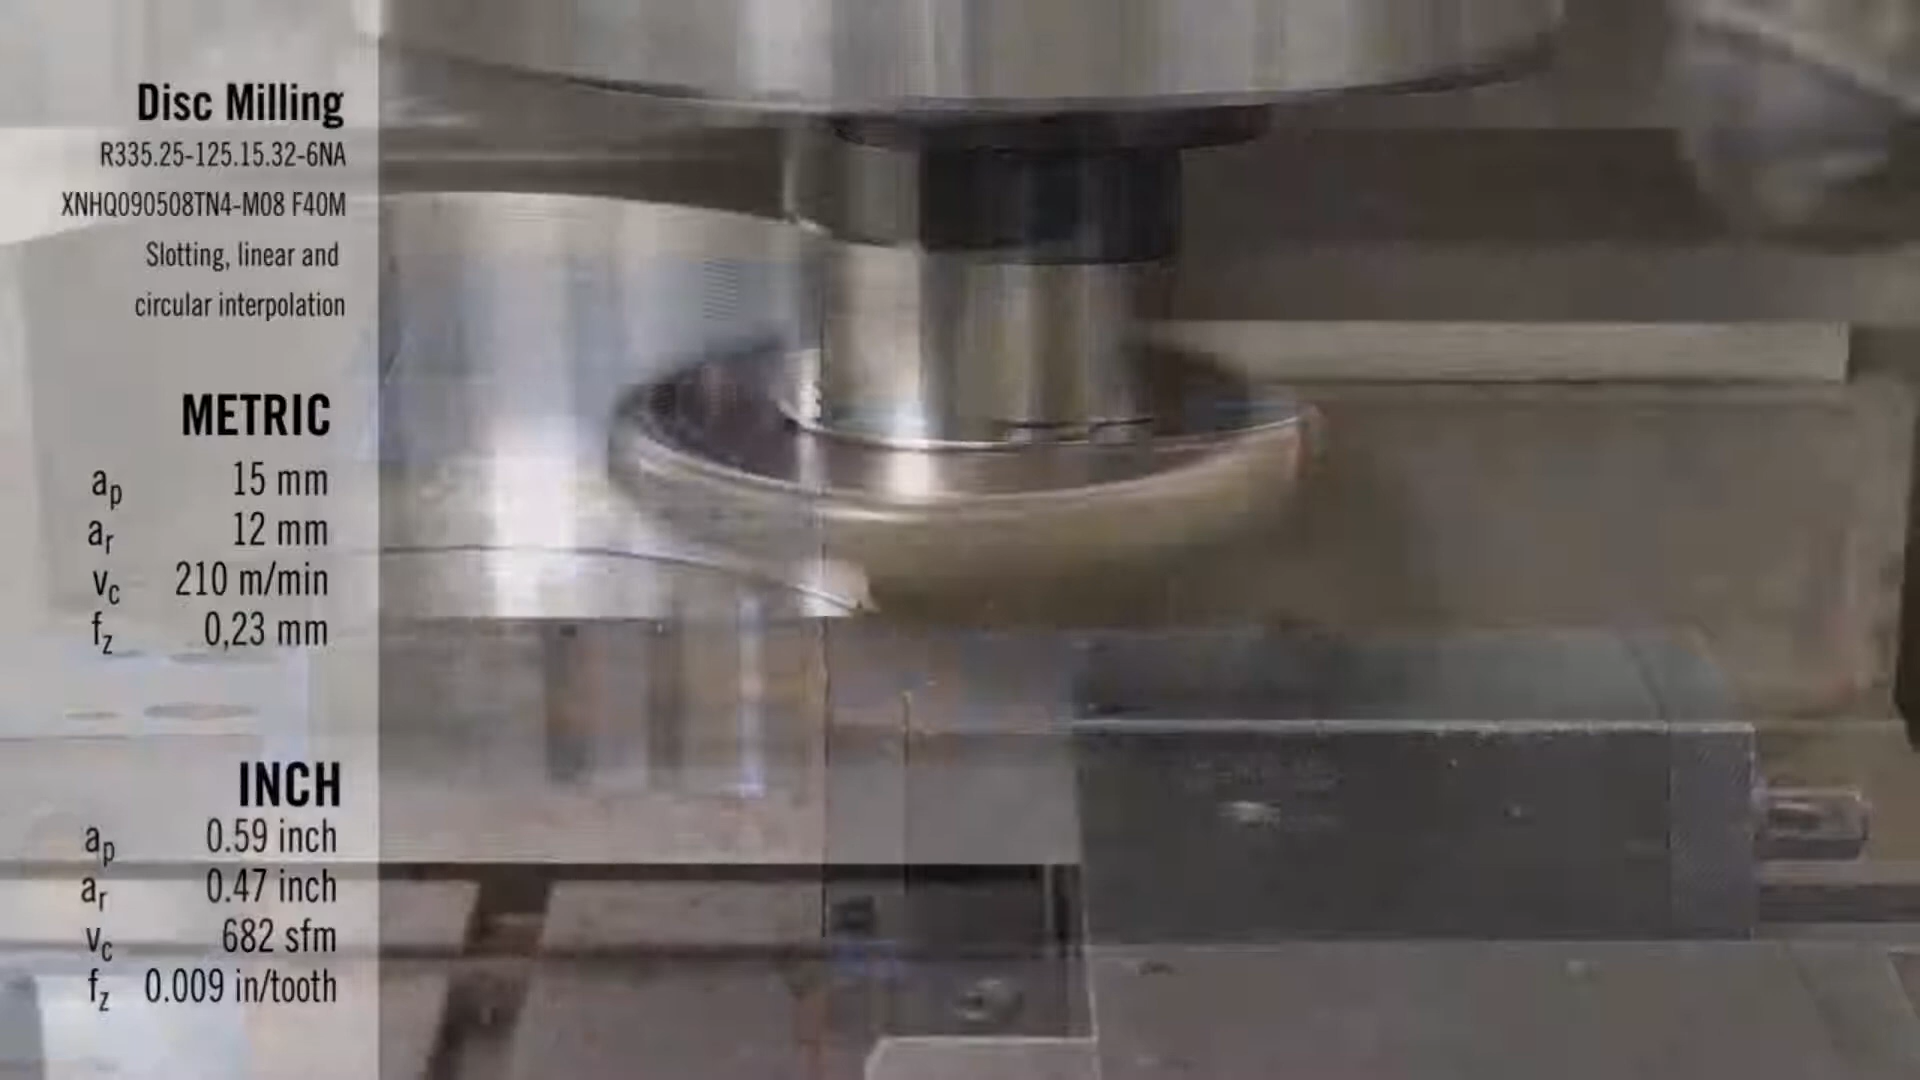 Disc Milling
R335.25-125.15.32-6NA
XNHQ090508TN4-M08 F40M
Slotting, linear and
circular interpolation
METRIC
ap 15 mm
ar 12 mm
vc 210 m/min
fz 0,23 mm
INCH
ap 0.59 inch
ar 0.47 inch
vc 682 sfm
fz 0.009 in/tooth